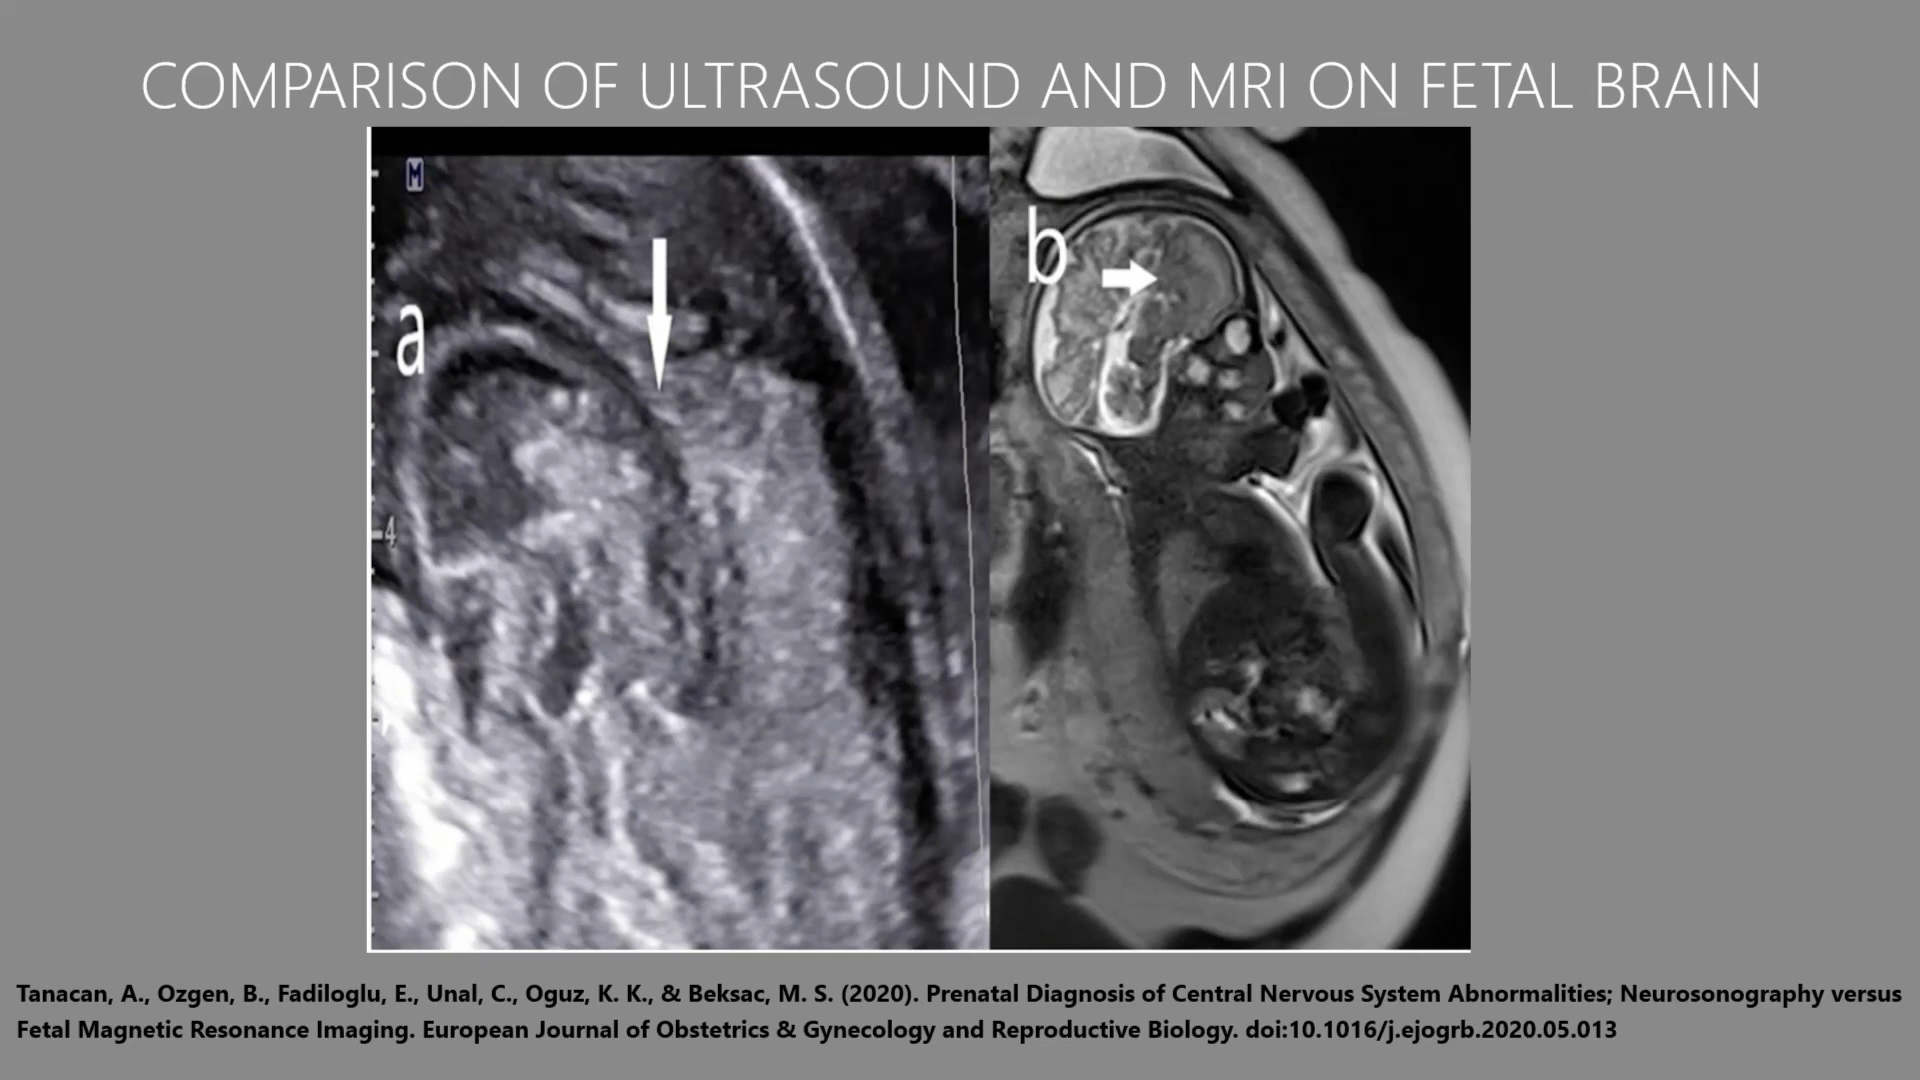 COMPARISON OF ULTRASOUND AND MRI ON FETAL BRAIN
M
b
a
4
Tanacan, A., Ozgen, B., Fadiloglu, E., Unal, C., Oguz, K. K., & Beksac, M. S. (2020). Prenatal Diagnosis of Central Nervous System Abnormalities; Neurosonography versus
Fetal Magnetic Resonance Imaging. European Journal of Obstetrics & Gynecology and Reproductive Biology. doi:10.1016/j.ejogrb.2020.05.013